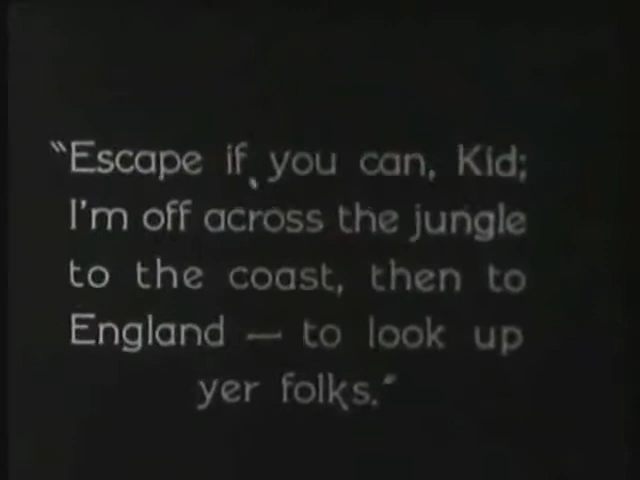 "Escape if you can, Kid;
I'm off across the jungle
to the coast, then to
England — to look up
yer folks."